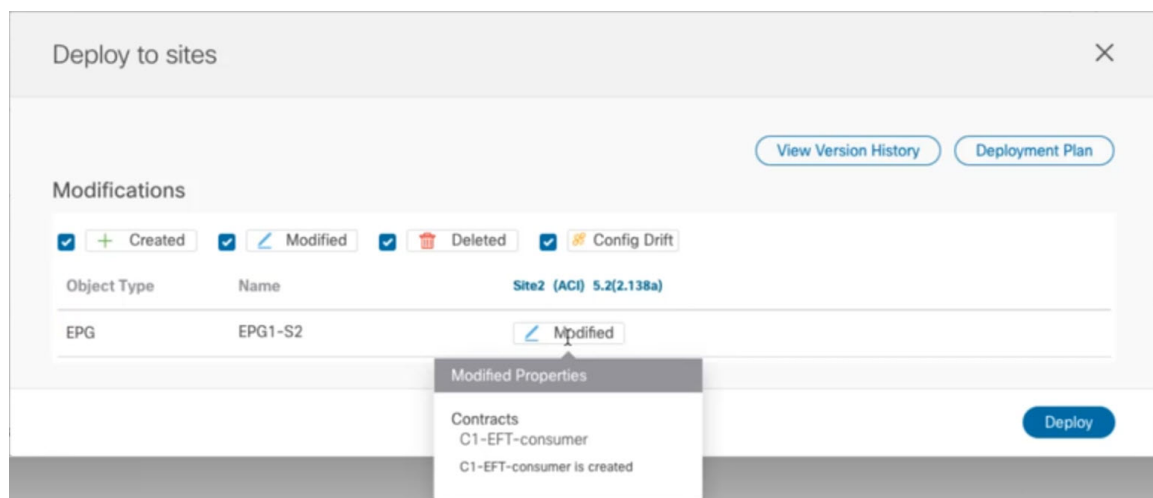 Deploy to sites
View Version History
Deployment Plan
Modifications
Created Modified Deleted Config Drift
Object Type Name Site2 (ACI) 5.2(2.138a)
EPG EPG1-S2 Modified
Modified Properties
Contracts
C1-EFT-consumer
C1-EFT-consumer is created
Deploy